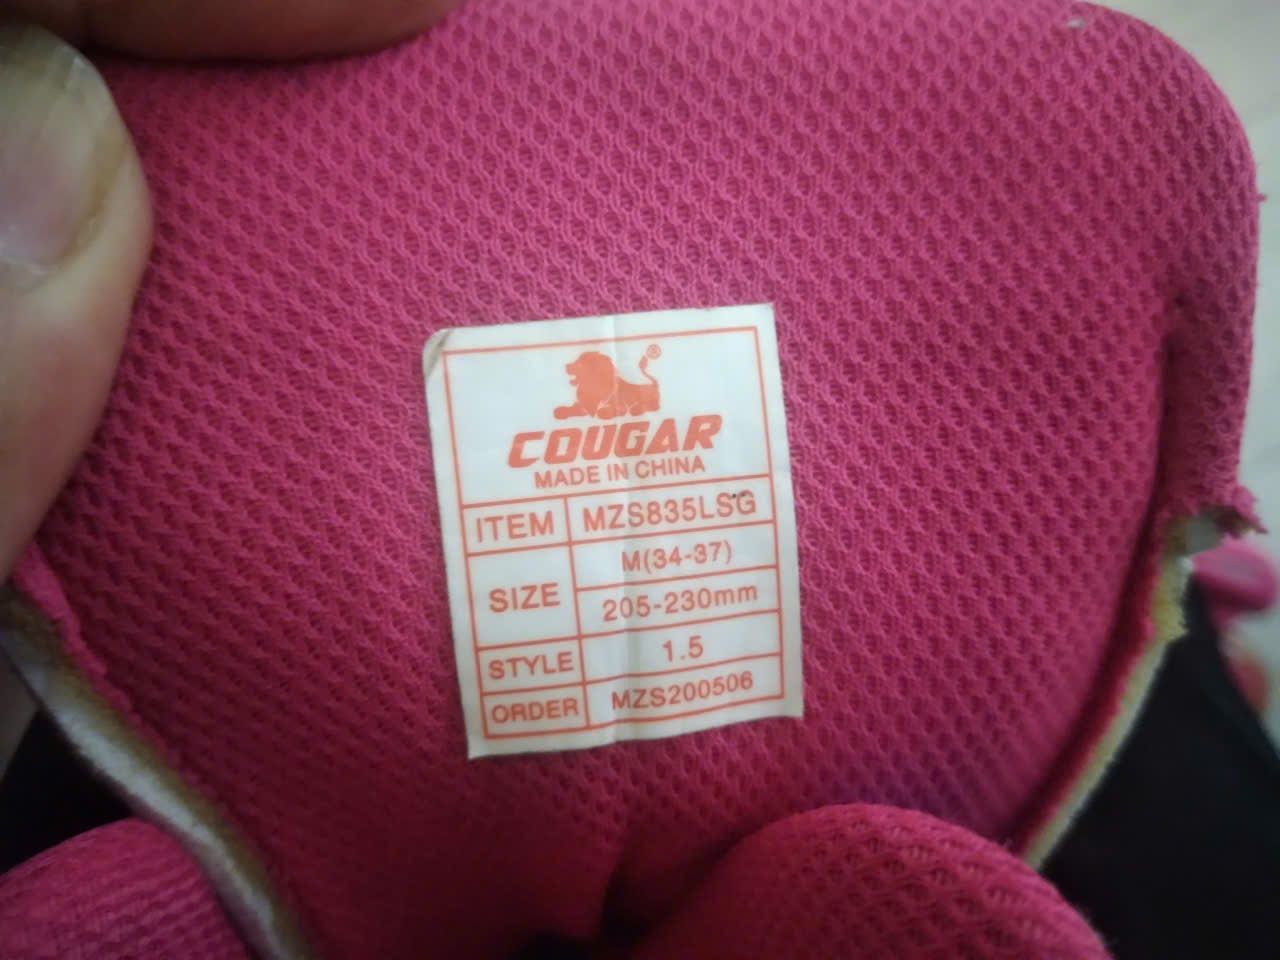 ®
COUGAR
MADE IN CHINA
ITEM MZS835LSG
SIZE M(34-37)
205-230mm
STYLE 1.5
ORDER MZS200506